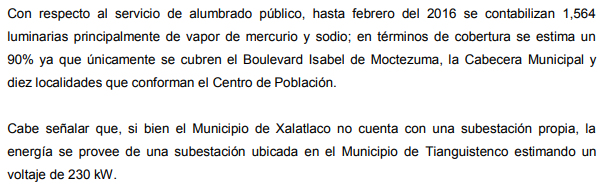 Con respecto al servicio de alumbrado público, hasta febrero del 2016 se contabilizan 1,564
luminarias principalmente de vapor de mercurio y sodio; en términos de cobertura se estima un
90% ya que únicamente se cubren el Boulevard Isabel de Moctezuma, la Cabecera Municipal y
diez localidades que conforman el Centro de Población.
Cabe señalar que, si bien el Municipio de Xalatlaco no cuenta con una subestación propia, la
energía se provee de una subestación ubicada en el Municipio de Tianguistenco estimando un
voltaje de 230 kW.